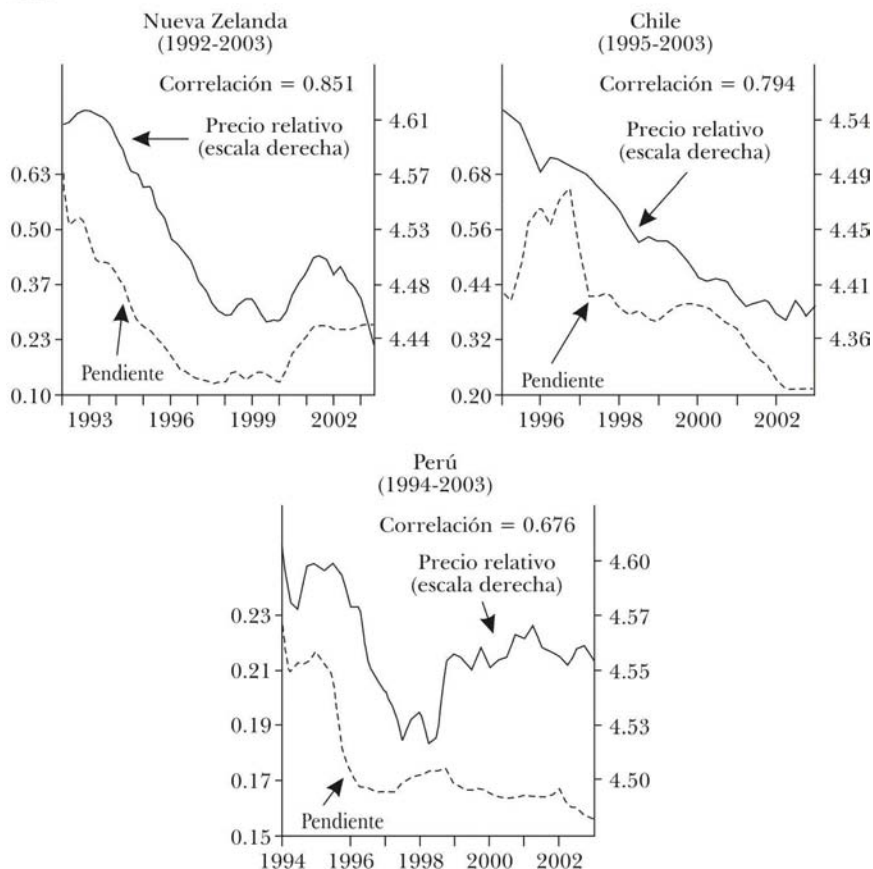 Nueva Zelanda
(1992-2003)
Correlación = 0.851
Precio relativo
(escala derecha)
Pendiente
0.63
0.50
0.37
0.23
0.10
4.61
4.57
4.53
4.48
4.44
1993 1996 1999 2002
Chile
(1995-2003)
Correlación = 0.794
Precio relativo
(escala derecha)
Pendiente
0.68
0.56
0.44
0.32
0.20
4.54
4.49
4.45
4.41
4.36
1996 1998 2000 2002
Perú
(1994-2003)
Correlación = 0.676
Precio relativo
(escala derecha)
Pendiente
0.23
0.21
0.19
0.17
0.15
4.60
4.57
4.55
4.53
4.50
1994 1996 1998 2000 2002